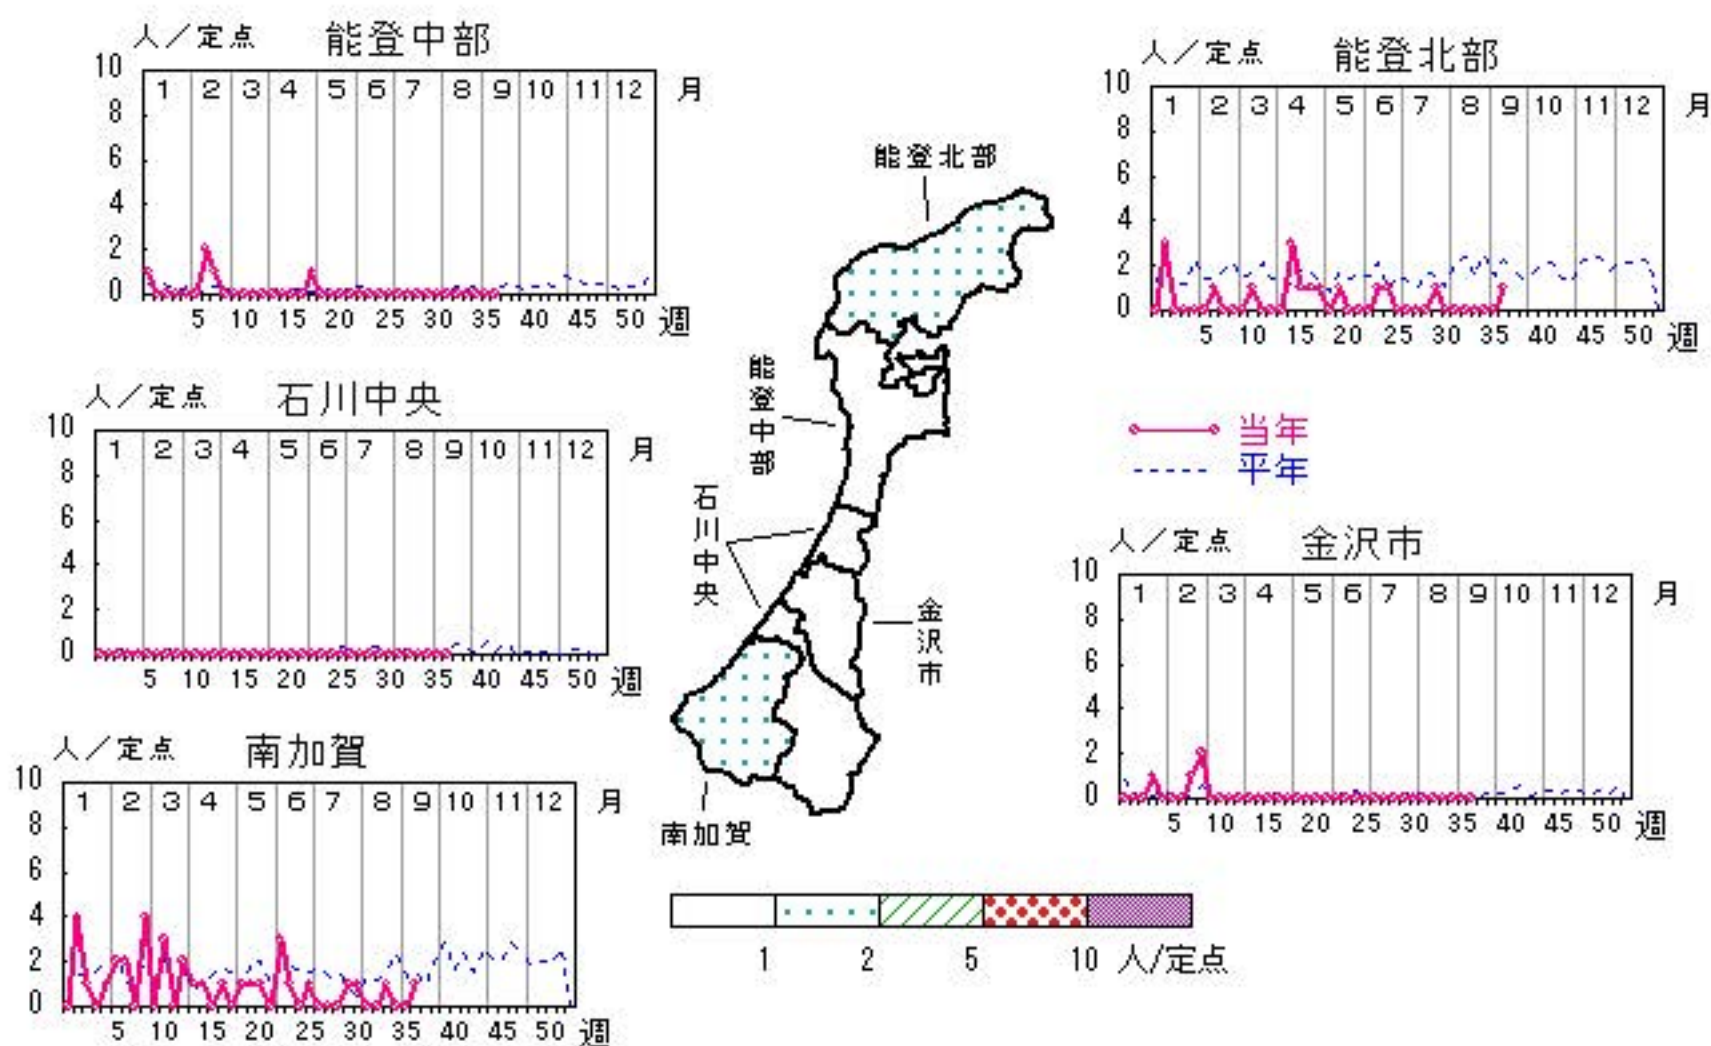 人／定点 能登中部
10 8 6 4 2 0
1 2 3 4 5 6 7 8 9 10 11 12 月
5 10 15 20 25 30 35 40 45 50 週
人／定点 能登北部
10 8 6 4 2 0
1 2 3 4 5 6 7 8 9 10 11 12 月
5 10 15 20 25 30 35 40 45 50 週
人／定点 石川中央
10 8 6 4 2 0
1 2 3 4 5 6 7 8 9 10 11 12 月
5 10 15 20 25 30 35 40 45 50 週
能登北部
能登中部
石川中央
金沢市
南加賀
当年
平年
人／定点 金沢市
10 8 6 4 2 0
1 2 3 4 5 6 7 8 9 10 11 12 月
5 10 15 20 25 30 35 40 45 50 週
人／定点 南加賀
10 8 6 4 2 0
1 2 3 4 5 6 7 8 9 10 11 12 月
5 10 15 20 25 30 35 40 45 50 週
1 2 5 10 人/定点